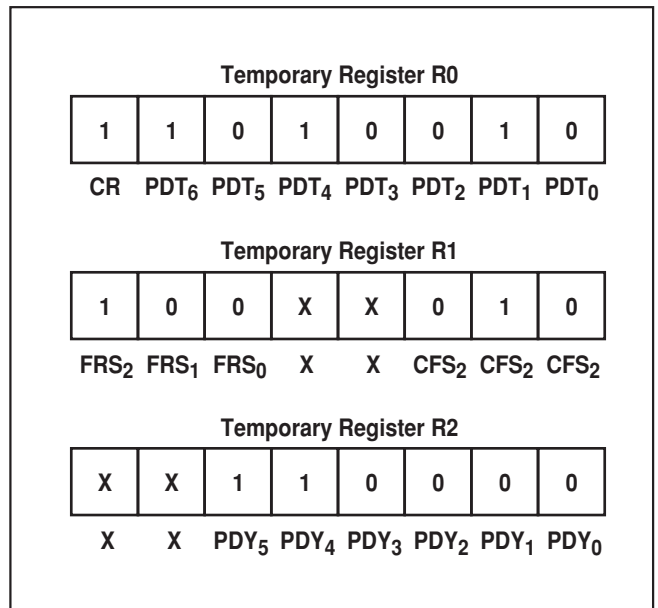 Temporary Register R0
1 1 0 1 0 0 1 0
CR PDT6 PDT5 PDT4 PDT3 PDT2 PDT1 PDT0
Temporary Register R1
1 0 0 X X 0 1 0
FRS2 FRS1 FRS0 X X CFS2 CFS2 CFS2
Temporary Register R2
X X 1 1 0 0 0 0
X X PDY5 PDY4 PDY3 PDY2 PDY1 PDY0